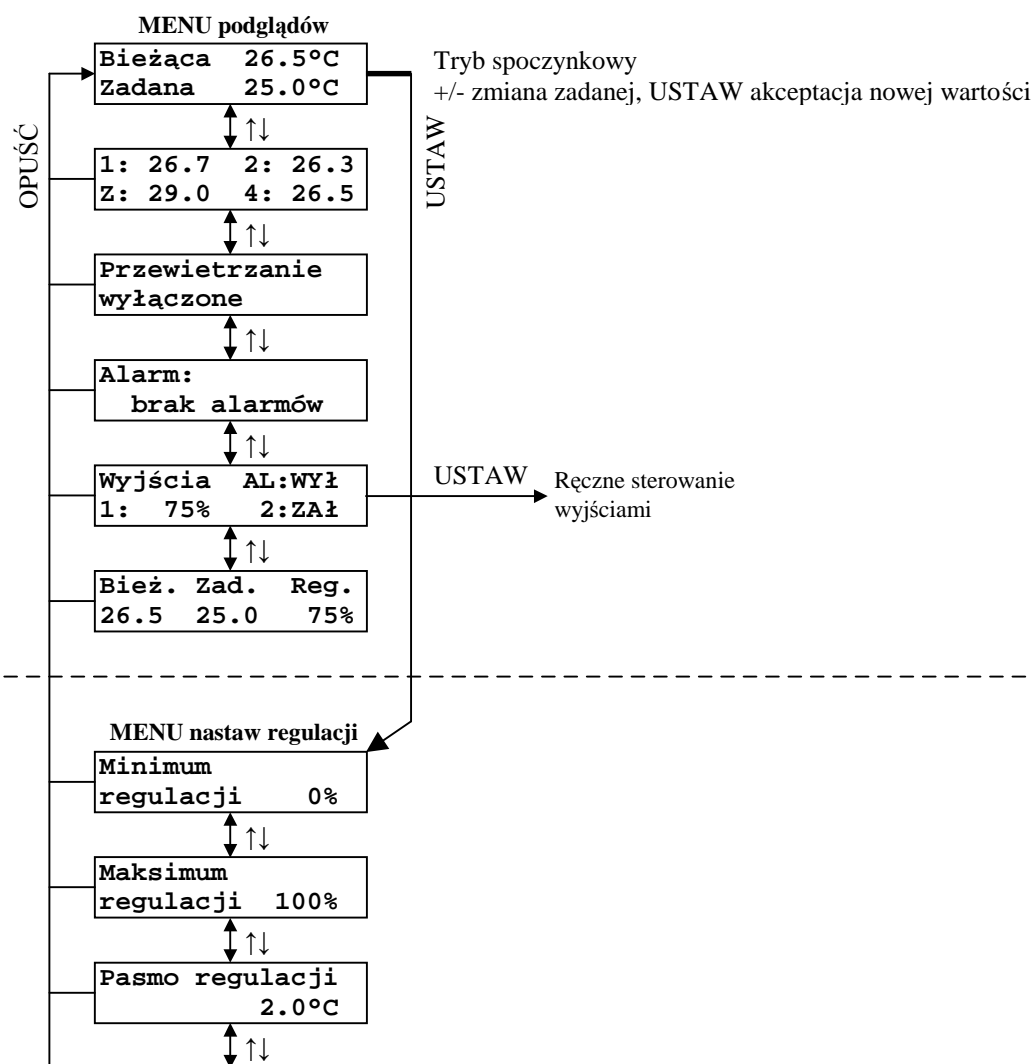 MENU podglądów
Bieżąca 26.5°C
Zadana 25.0°C
Tryb spoczynkowy
+/- zmiana zadanej, USTAW akceptacja nowej wartości
OPUŚĆ
USTAW
↑↓
1: 26.7 2: 26.3
Z: 29.0 4: 26.5
↑↓
Przewietrzanie
wyłączone
↑↓
Alarm:
brak alarmów
↑↓
Wyjścia AL:WYŁ
1: 75% 2:ZAŁ
USTAW
Ręczne sterowanie
wyjściami
↑↓
Bież. Zad. Reg.
26.5 25.0 75%
MENU nastaw regulacji
Minimum
regulacji 0%
↑↓
Maksimum
regulacji 100%
↑↓
Pasmo regulacji
2.0°C
↑↓